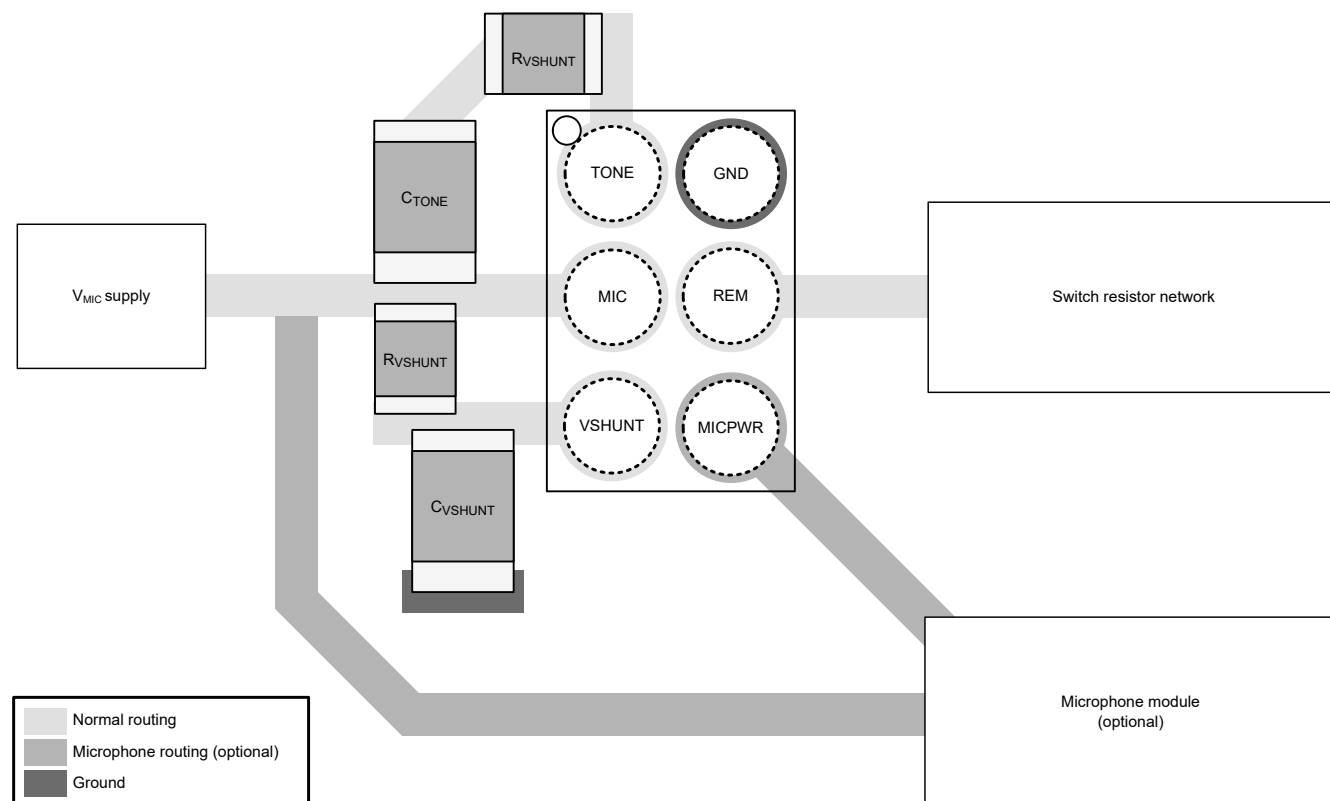 RVSHUNT
TONE
GND
CTONE
VMIC supply
MIC
REM
Switch resistor network
RVSHUNT
VSHUNT
MICPWR
CVSHUNT
Microphone module
(optional)
Normal routing
Microphone routing (optional)
Ground